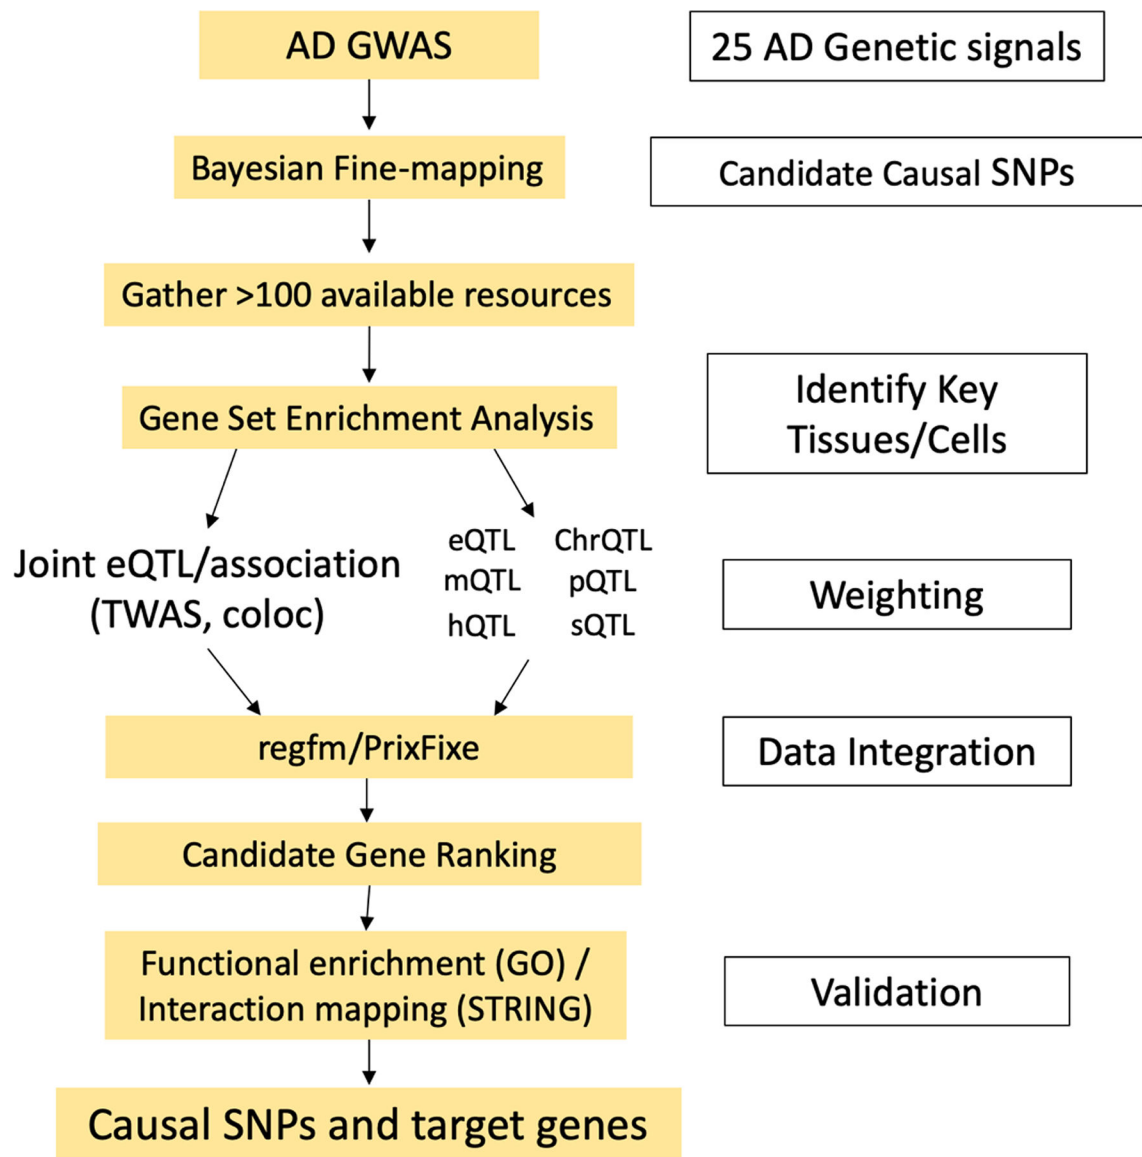 AD GWAS
25 AD Genetic signals
Bayesian Fine-mapping
Candidate Causal SNPs
Gather >100 available resources
Gene Set Enrichment Analysis
Identify Key
Tissues/Cells
Joint eQTL/association
(TWAS, coloc)
eQTL ChrQTL
mQTL pQTL
hQTL sQTL
Weighting
regfm/PrixFixe
Data Integration
Candidate Gene Ranking
Functional enrichment (GO) /
Interaction mapping (STRING)
Validation
Causal SNPs and target genes